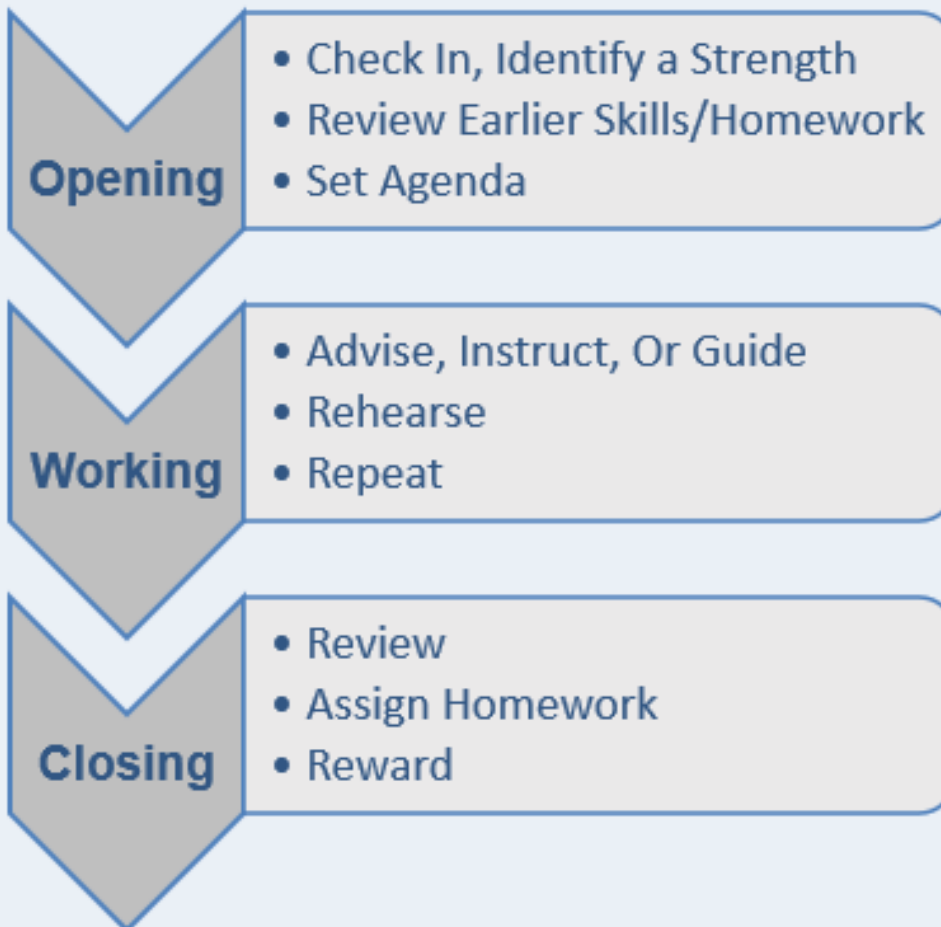 Opening
• Check In, Identify a Strength
• Review Earlier Skills/Homework
• Set Agenda
Working
• Advise, Instruct, Or Guide
• Rehearse
• Repeat
Closing
• Review
• Assign Homework
• Reward